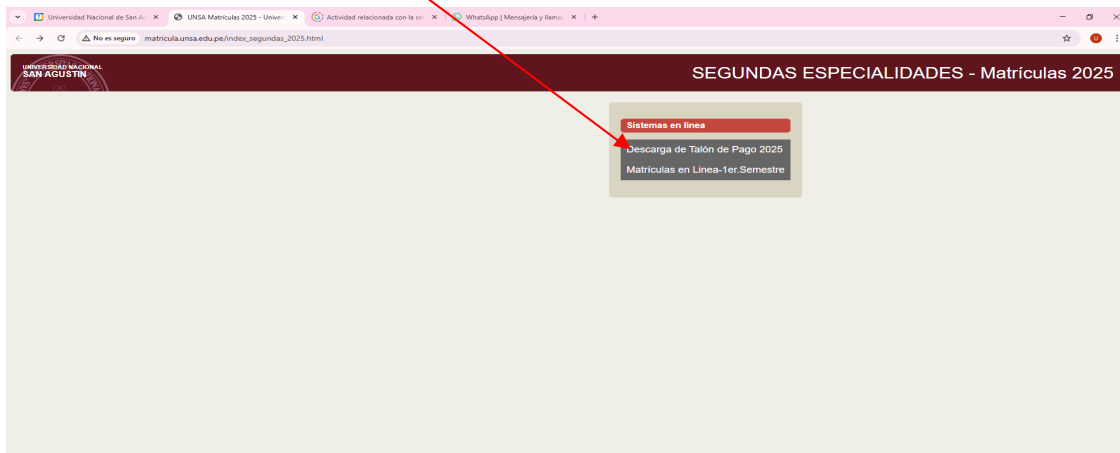 Universidad Nacional de San A
UNSA Matrículas 2025 - Univer
Actividad relacionada con la se
WhatsApp | Mensajería y llama
No es seguro
matricula.unsa.edu.pe/index_segundas_2025.html
U
UNIVERSIDAD NACIONAL
SAN AGUSTIN
SEGUNDAS ESPECIALIDADES - Matrículas 2025
Sistemas en linea
Descarga de Talón de Pago 2025
Matrículas en Linea-1er.Semestre